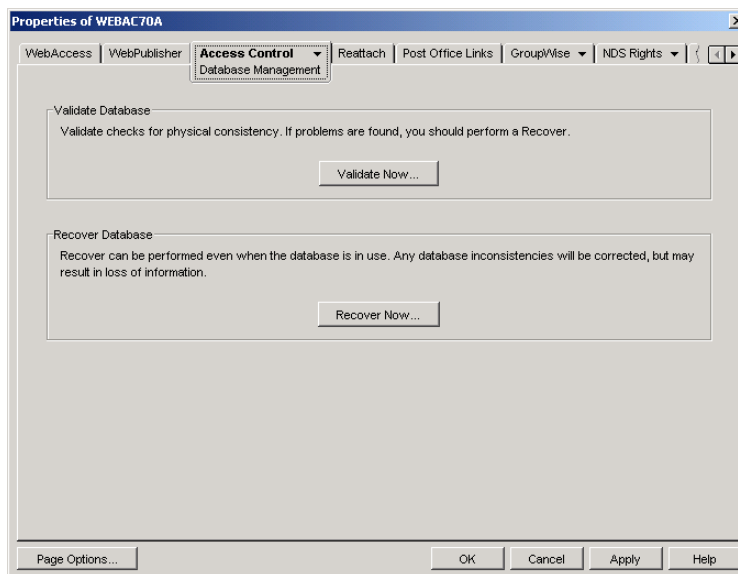 Properties of WEBAC70A
WebAccess WebPublisher Access Control Reattach Post Office Links GroupWise NDS Rights
Database Management
Validate Database
Validate checks for physical consistency. If problems are found, you should perform a Recover.
Validate Now...
Recover Database
Recover can be performed even when the database is in use. Any database inconsistencies will be corrected, but may
result in loss of information.
Recover Now...
Page Options... OK Cancel Apply Help